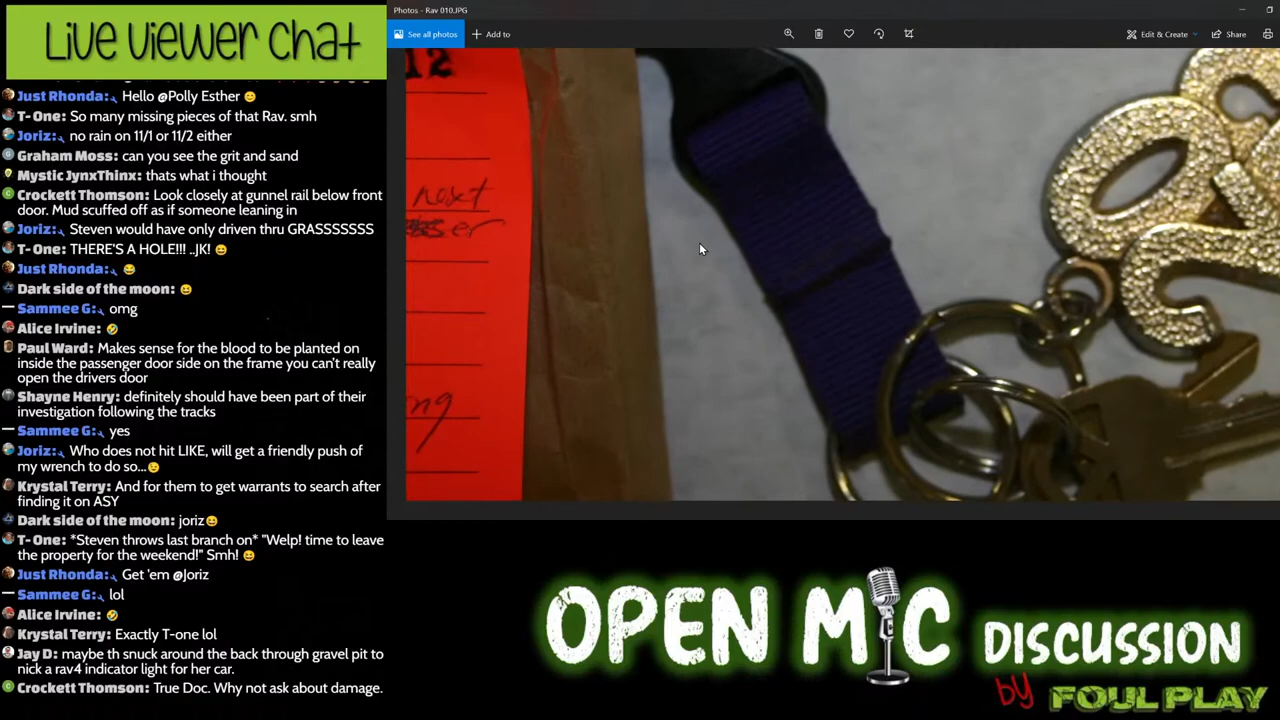 Live Viewer Chat
Just Rhonda: Hello @Polly Esther 😊
T-One: So many missing pieces of that Rav. smh
Joriz: no rain on 11/1 or 11/2 either
Graham Moss: can you see the grit and sand
Mystic JynxThinx: thats what i thought
Crockett Thomson: Look closely at gunnel rail below front
door. Mud scuffed off as if someone leaning in
Joriz: Steven would have only driven thru GRASSSSSSS
T-One: THERE'S A HOLE!!! ..JK! 😆
Just Rhonda: 😂
Dark side of the moon: 😆
Sammee G: omg
Alice Irvine: 🤣
Paul Ward: Makes sense for the blood to be planted on
inside the passenger door side on the frame you can't really
open the drivers door
Shayne Henry: definitely should have been part of their
investigation following the tracks
Sammee G: yes
Joriz: Who does not hit LIKE, will get a friendly push of
my wrench to do so...😉
Krystal Terry: And for them to get warrants to search after
finding it on ASY
Dark side of the moon: joriz😆
T-One: *Steven throws last branch on* "Welp! time to leave
the property for the weekend!" Smh! 😆
Just Rhonda: Get 'em @Joriz
Sammee G: lol
Alice Irvine: 🤣
Krystal Terry: Exactly T-one lol
Jay D: maybe th snuck around the back through gravel pit to
nick a rav4 indicator light for her car.
Crockett Thomson: True Doc. Why not ask about damage.
Photos - Rav 010.JPG
See all photos
Add to
Edit & Create
Share
12
next
ng
OPEN MIC
DISCUSSION
by FOUL PLAY